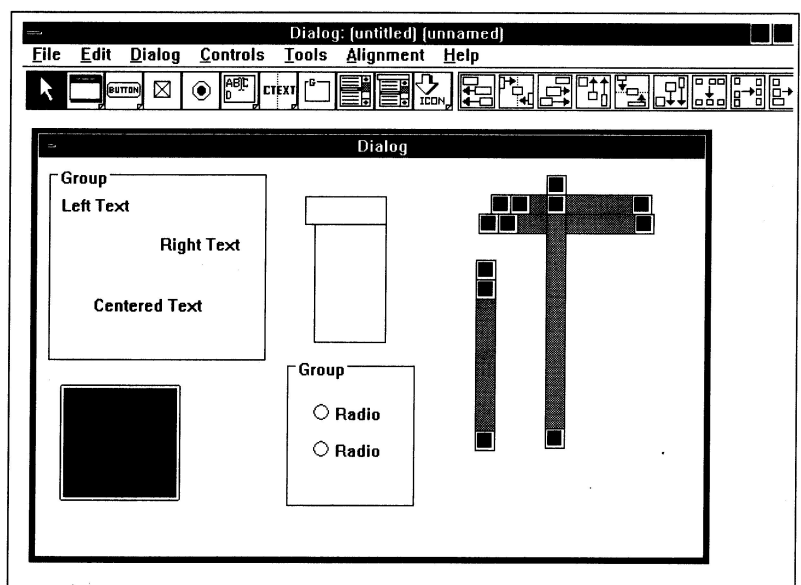 Dialog: (untitled) (unnamed)
File Edit Dialog Controls Tools Alignment Help
BUTTON AB|C D CTEXT G ICON
Dialog
Group
Left Text
Right Text
Centered Text
Group
Radio
Radio